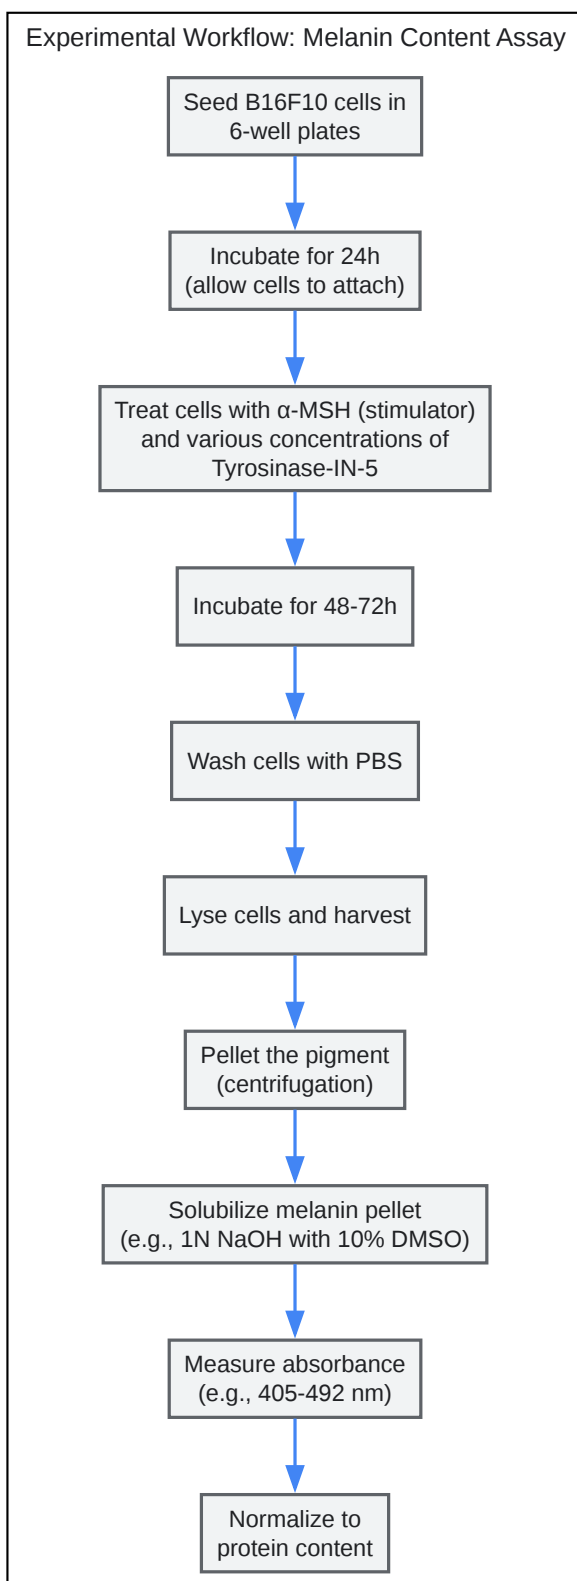 Experimental Workflow: Melanin Content Assay
Seed B16F10 cells in
6-well plates
Incubate for 24h
(allow cells to attach)
Treat cells with α-MSH (stimulator)
and various concentrations of
Tyrosinase-IN-5
Incubate for 48-72h
Wash cells with PBS
Lyse cells and harvest
Pellet the pigment
(centrifugation)
Solubilize melanin pellet
(e.g., 1N NaOH with 10% DMSO)
Measure absorbance
(e.g., 405-492 nm)
Normalize to
protein content